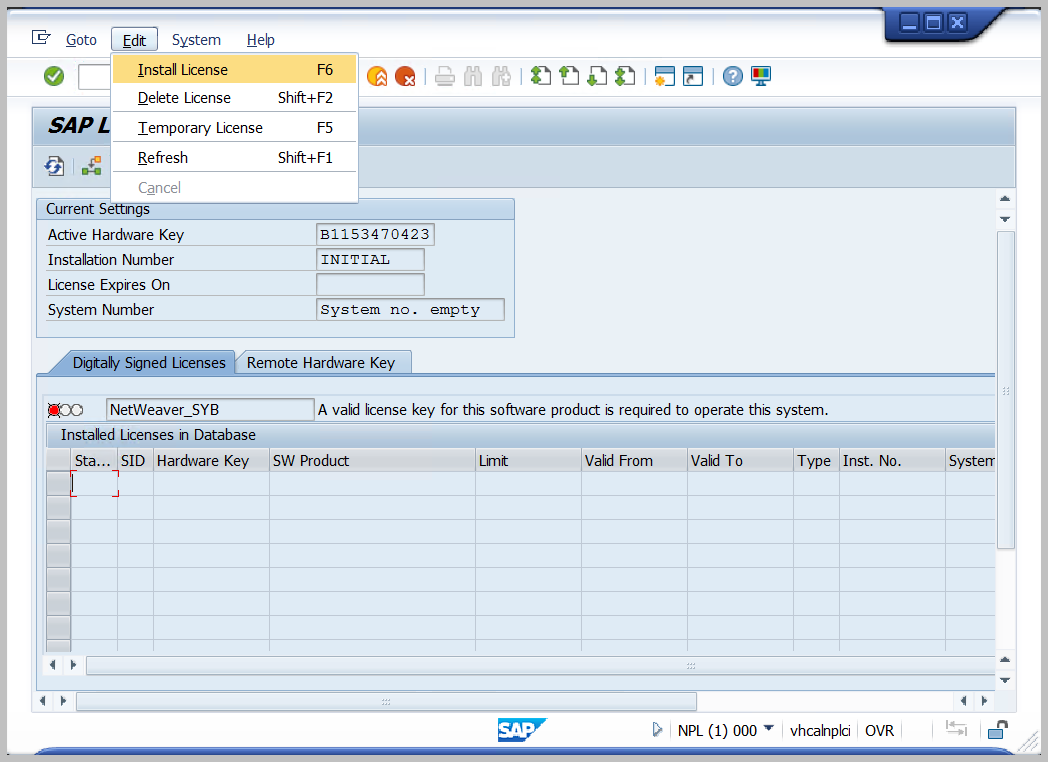 Goto Edit System Help
Install License F6
Delete License Shift+F2
Temporary License F5
Refresh Shift+F1
Cancel
SAP L
Current Settings
Active Hardware Key B1153470423
Installation Number INITIAL
License Expires On
System Number System no. empty
Digitally Signed Licenses Remote Hardware Key
NetWeaver_SYB A valid license key for this software product is required to operate this system.
Installed Licenses in Database
Sta... SID Hardware Key SW Product Limit Valid From Valid To Type Inst. No. System
SAP NPL (1) 000 vhcalnplci OVR